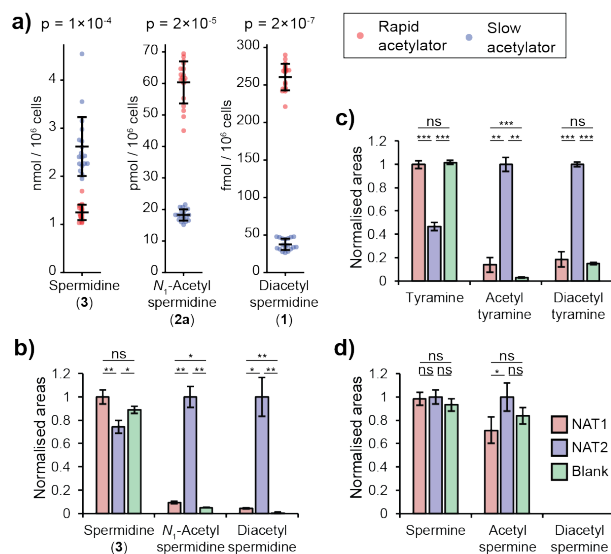 a)
p = 1×10-4
p = 2×10-5
p = 2×10-7
Rapid acetylator
Slow acetylator
nmol / 10⁶ cells
5
4
3
2
1
0
Spermidine
(3)
pmol / 10⁶ cells
70
60
50
40
30
20
10
0
N₁-Acetyl
spermidine
(2a)
fmol / 10⁶ cells
300
250
200
150
100
50
0
Diacetyl
spermidine
(1)
c)
Normalised areas
1.2
1
0.8
0.6
0.4
0.2
0
ns
*** ***
***
** **
ns
*** ***
Tyramine
Acetyl
tyramine
Diacetyl
tyramine
b)
Normalised areas
1.2
1
0.8
0.6
0.4
0.2
0
ns
** *
*
** **
**
* **
Spermidine
(3)
N₁-Acetyl
spermidine
Diacetyl
spermidine
d)
Normalised areas
1.2
1
0.8
0.6
0.4
0.2
0
ns
ns ns
ns
* ns
Spermine
Acetyl
spermine
Diacetyl
spermine
NAT1
NAT2
Blank